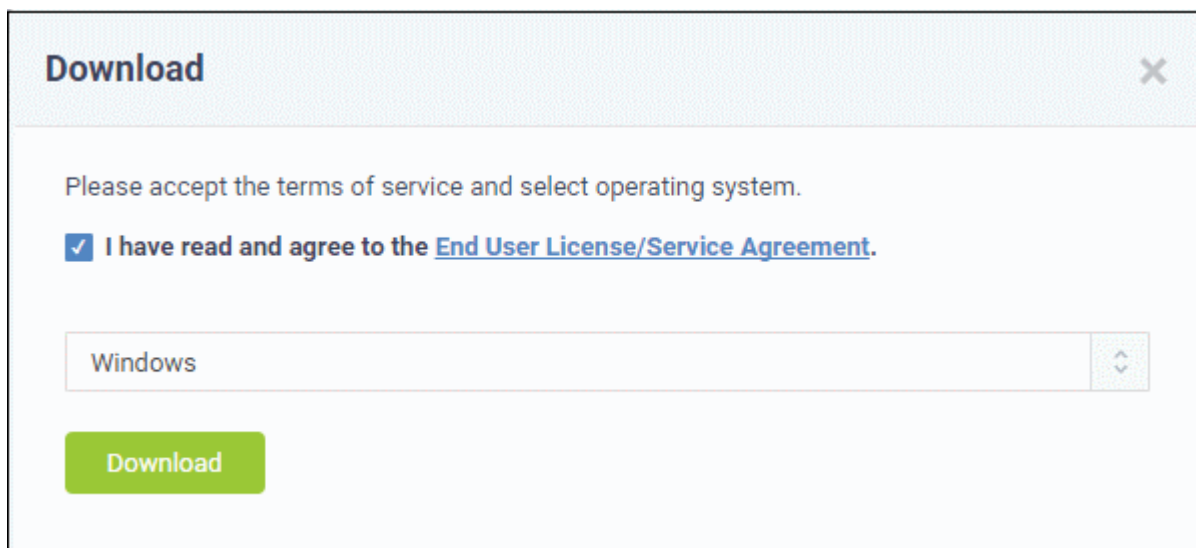 Download
Please accept the terms of service and select operating system.
I have read and agree to the End User License/Service Agreement.
Windows
Download